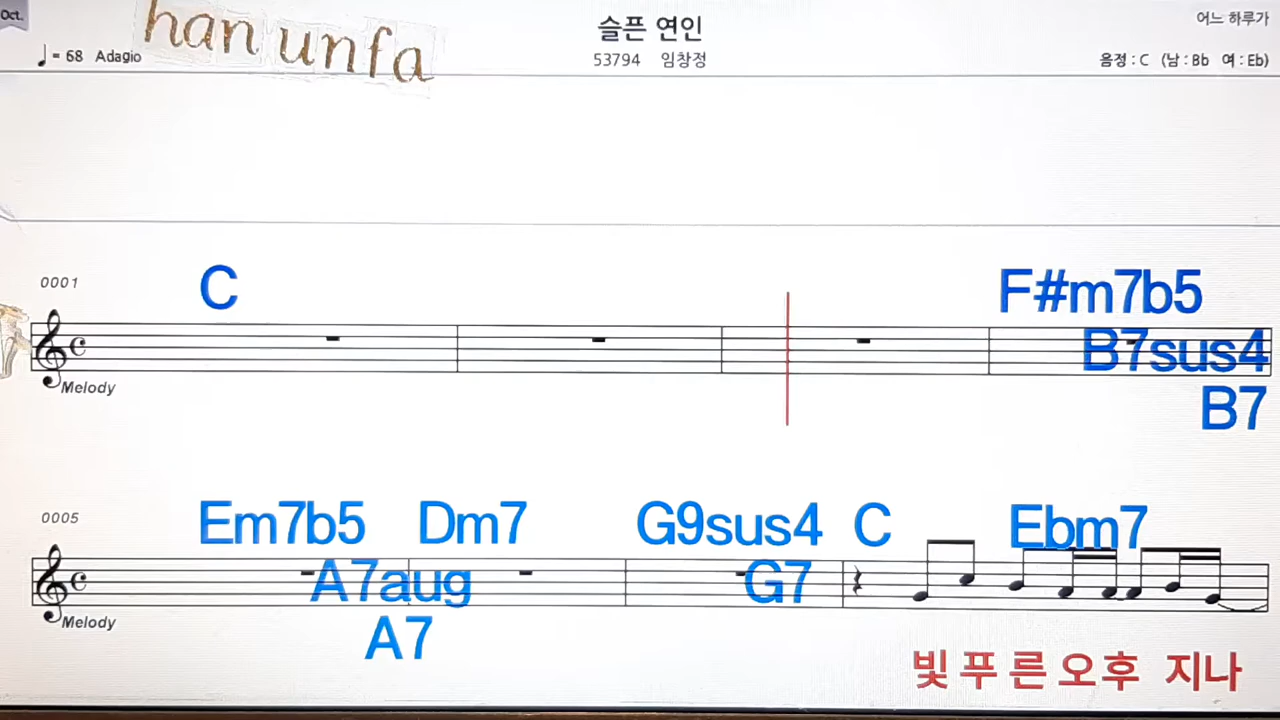 Oct.
han unfa
슬픈 연인
어느 하루가
♩= 68 Adagio
53794 임창정
음정 : C (남 : Bb 여 : Eb)
0001
C
F#m7b5
B7sus4
B7
Melody
0005
Em7b5 Dm7 G9sus4 C Ebm7
A7aug G7
A7
Melody
빛 푸 른 오 후 지나